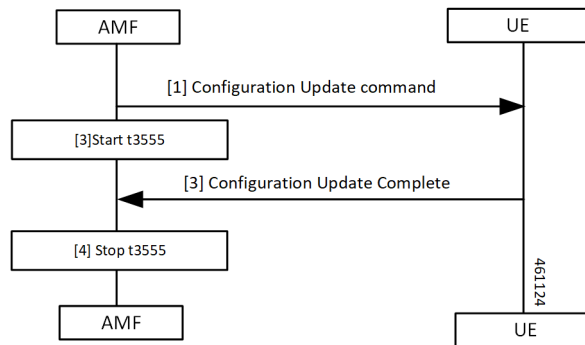 AMF
UE
[1] Configuration Update command
[3]Start t3555
[3] Configuration Update Complete
[4] Stop t3555
461124
AMF
UE